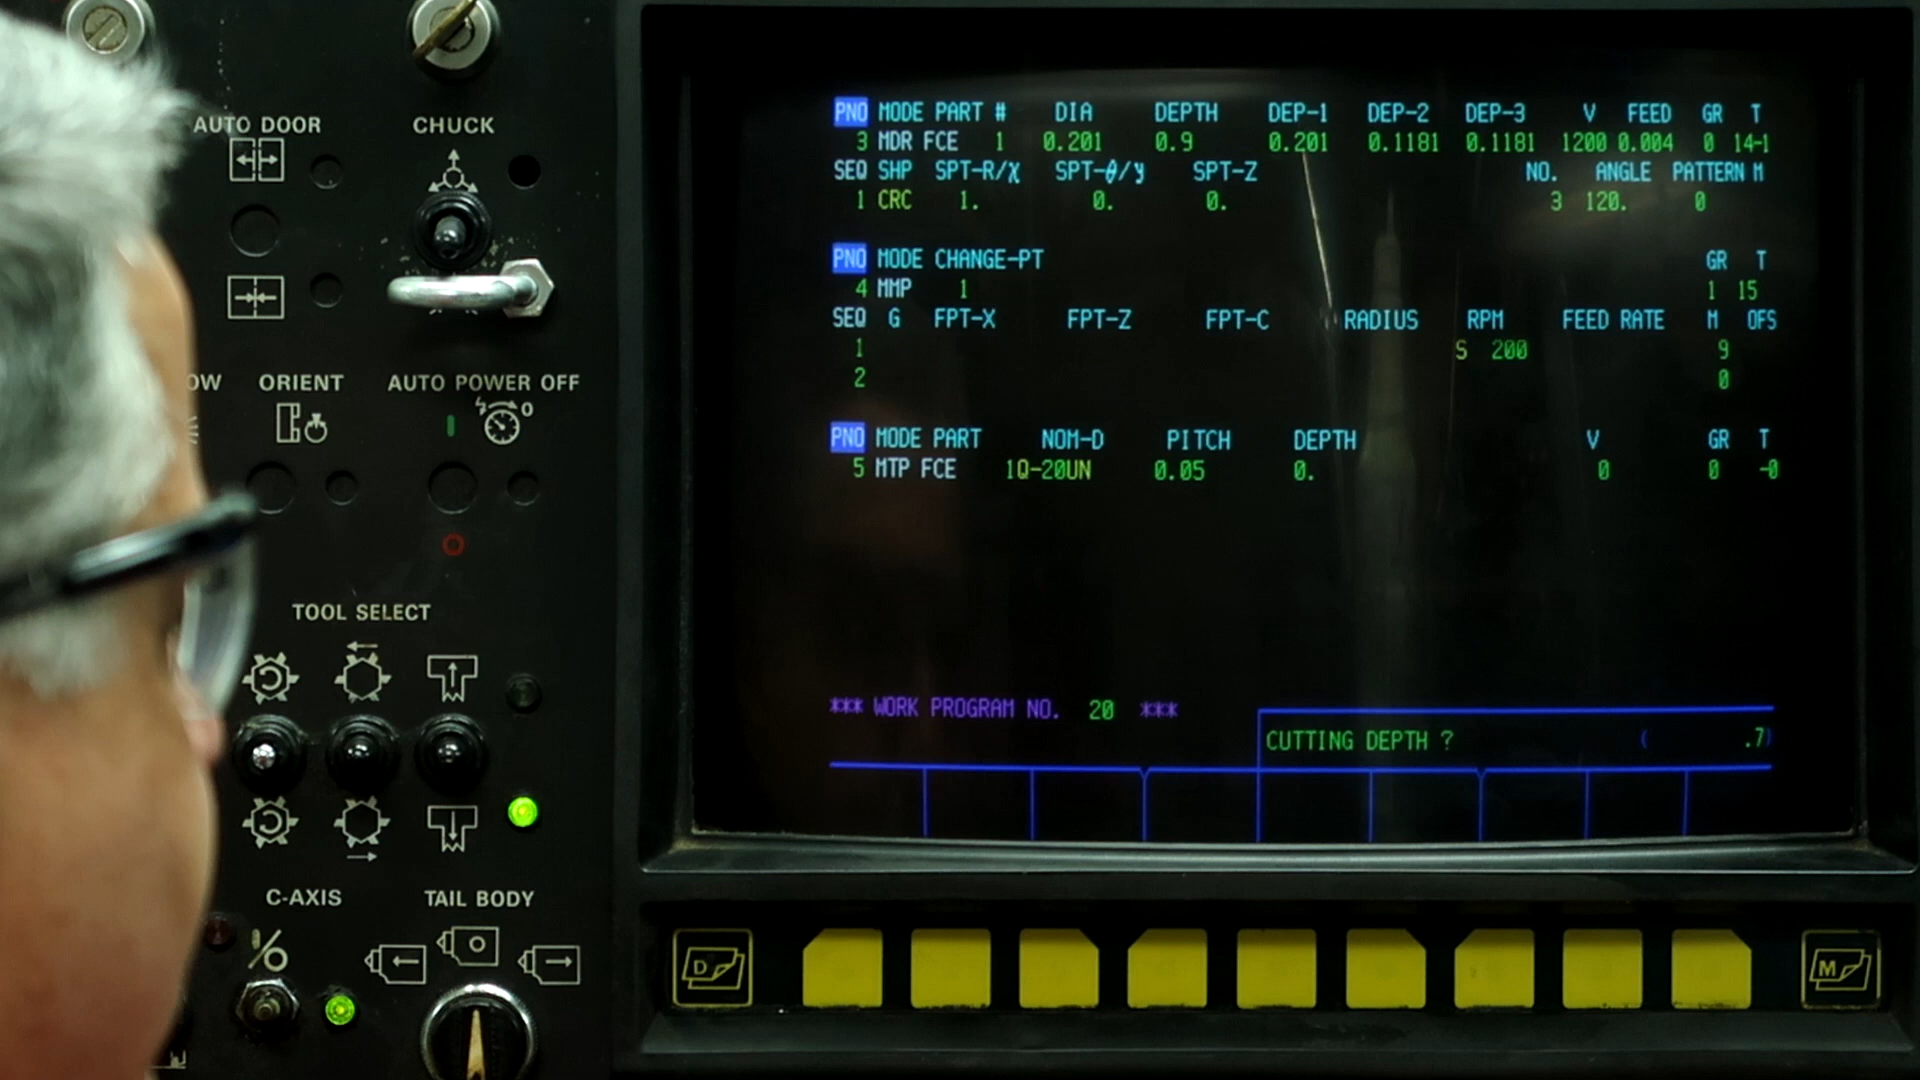 AUTO DOOR
CHUCK
OW
ORIENT
AUTO POWER OFF
O
TOOL SELECT
C-AXIS
TAIL BODY
PNO MODE PART # DIA DEPTH DEP-1 DEP-2 DEP-3 V FEED GR T
3 MDR FCE 1 0.201 0.9 0.201 0.1181 0.1181 1200 0.004 0 14-1
SEQ SHP SPT-R/X SPT-θ/y SPT-Z NO. ANGLE PATTERN M
1 CRC 1. 0. 0. 3 120. 0
PNO MODE CHANGE-PT GR T
4 MMP 1 1 15
SEQ G FPT-X FPT-Z FPT-C RADIUS RPM FEED RATE M OFS
1 S 200 9
2 0
PNO MODE PART NOM-D PITCH DEPTH V GR T
5 MTP FCE 1Q-20UN 0.05 0. 0 0 -0
*** WORK PROGRAM NO. 20 ***
CUTTING DEPTH ? ( .7)
D
M